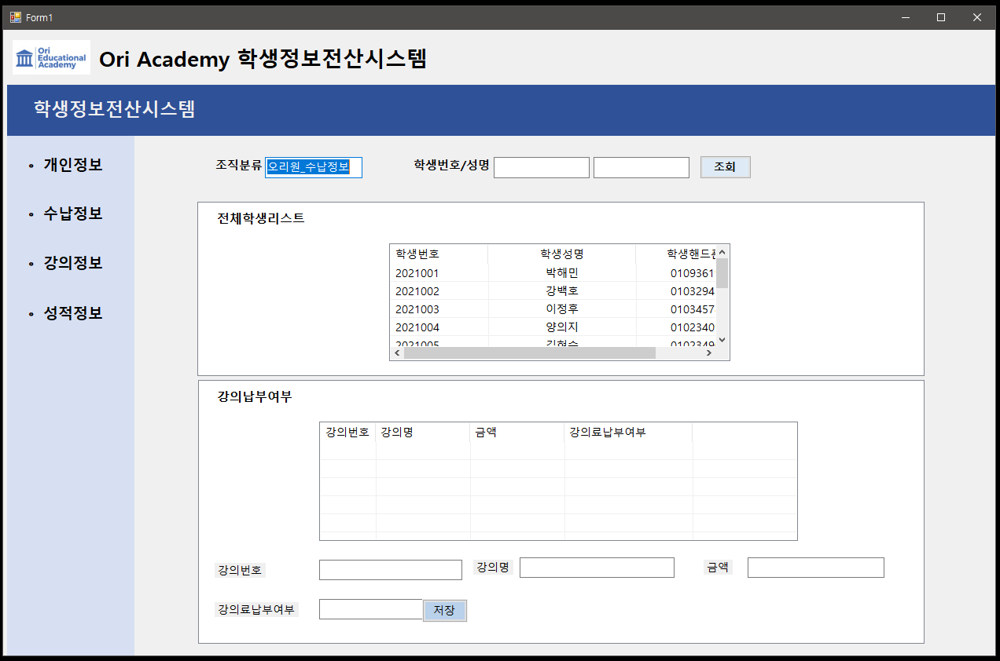 Form1
Ori
Educational
Academy
Ori Academy 학생정보전산시스템
학생정보전산시스템
• 개인정보
• 수납정보
• 강의정보
• 성적정보
조직분류 오리원_수납정보 학생번호/성명 조회
전체학생리스트
학생번호 학생성명 학생핸드폰
2021001 박해민 0109361
2021002 강백호 0103294
2021003 이정후 0103457
2021004 양의지 0102340
2021005 김현수 0102349
강의납부여부
강의번호 강의명 금액 강의료납부여부
강의번호 강의명 금액
강의료납부여부 저장